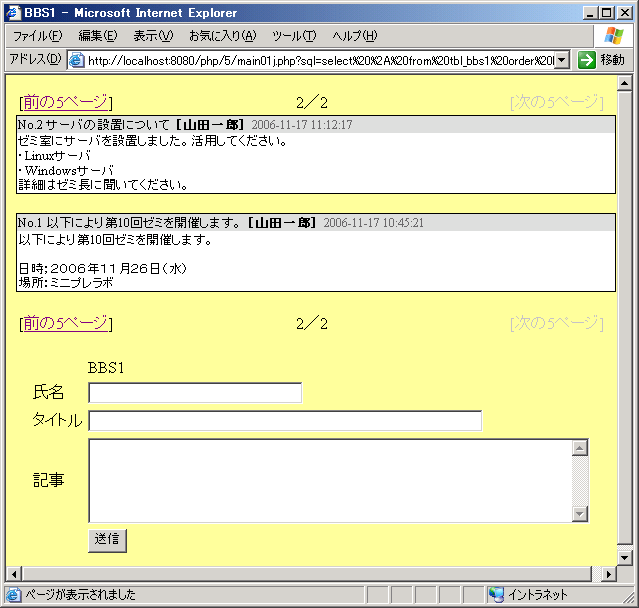 BBS1 - Microsoft Internet Explorer
ファイル(F) 編集(E) 表示(V) お気に入り(A) ツール(T) ヘルプ(H)
アドレス(D) http://localhost:8080/php/5/main01j.php?sql=select%20%2A%20from%20tbl_bbs1%20order%20 移動
[前の5ページ] 2／2 [次の5ページ]
No.2 サーバの設置について [山田一郎] 2006-11-17 11:12:17
ゼミ室にサーバを設置しました。活用してください。
・Linuxサーバ
・Windowsサーバ
詳細はゼミ長に聞いてください。
No.1 以下により第10回ゼミを開催します。 [山田一郎] 2006-11-17 10:45:21
以下により第10回ゼミを開催します。
日時；２００６年１１月２６日（水）
場所：ミニプレラボ
[前の5ページ] 2／2 [次の5ページ]
BBS1
氏名
タイトル
記事
送信
ページが表示されました イントラネット